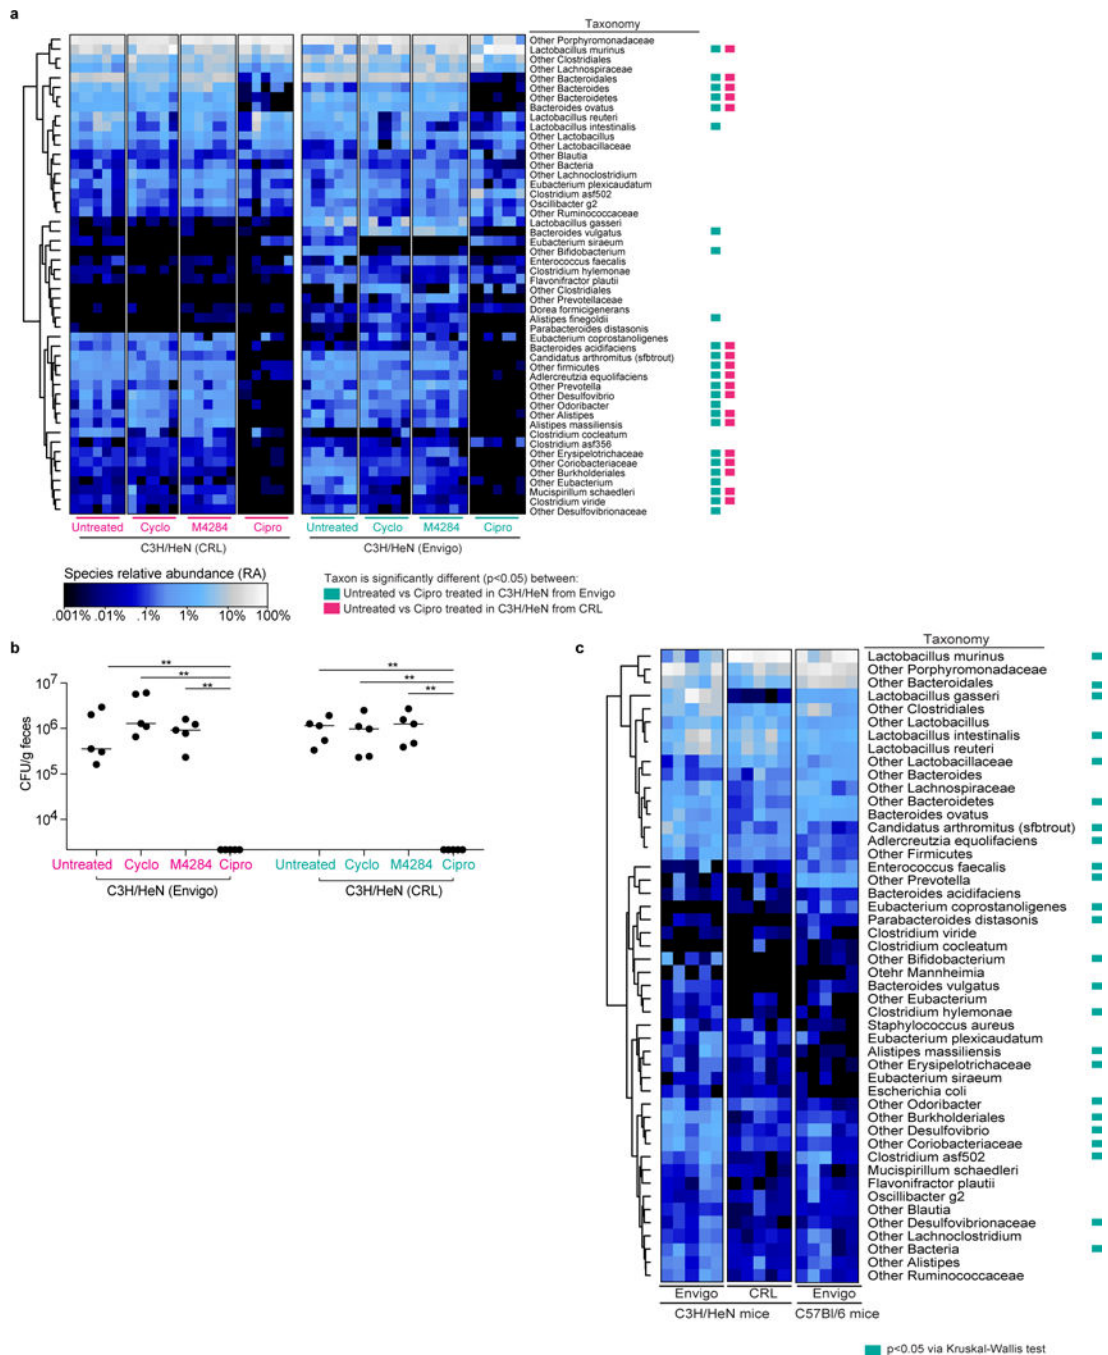 a
Taxonomy
Other Porphyromonadaceae
Lactobacillus murinus
Other Clostridiales
Other Lachnospiraceae
Other Bacteroidales
Other Bacteroides
Other Bacteroidetes
Bacteroides ovatus
Lactobacillus reuteri
Lactobacillus intestinalis
Other Lactobacillus
Other Lactobacillaceae
Other Blautia
Other Bacteria
Other Lachnoclostridium
Eubacterium plexicaudatum
Clostridium asf502
Oscillibacter g2
Other Ruminococcaceae
Lactobacillus gasseri
Bacteroides vulgatus
Eubacterium siraeum
Other Bifidobacterium
Enterococcus faecalis
Clostridium hylemonae
Flavonifractor plautii
Other Clostridiales
Other Prevotellaceae
Dorea formicigenerans
Alistipes finegoldii
Parabacteroides distasonis
Eubacterium coprostanoligenes
Bacteroides acidifaciens
Candidatus arthromitus (sfbtrout)
Other firmicutes
Adlercreutzia equolifaciens
Other Prevotella
Other Desulfovibrio
Other Odoribacter
Other Alistipes
Alistipes massiliensis
Clostridium cocleatum
Clostridium asf356
Other Erysipelotrichaceae
Other Coriobacteriaceae
Other Burkholderiales
Other Eubacterium
Mucispirillum schaedleri
Clostridium viride
Other Desulfovibrionaceae
Untreated Cyclo M4284 Cipro Untreated Cyclo M4284 Cipro
C3H/HeN (CRL) C3H/HeN (Envigo)
Species relative abundance (RA)
.001% .01% .1% 1% 10% 100%
Taxon is significantly different (p<0.05) between:
Untreated vs Cipro treated in C3H/HeN from Envigo
Untreated vs Cipro treated in C3H/HeN from CRL
b
** ** ** ** ** **
CFU/g feces
10⁷
10⁶
10⁵
10⁴
Untreated Cyclo M4284 Cipro Untreated Cyclo M4284 Cipro
C3H/HeN (Envigo) C3H/HeN (CRL)
c
Taxonomy
Lactobacillus murinus
Other Porphyromonadaceae
Other Bacteroidales
Lactobacillus gasseri
Other Clostridiales
Other Lactobacillus
Lactobacillus intestinalis
Lactobacillus reuteri
Other Lactobacillaceae
Other Bacteroides
Other Lachnospiraceae
Other Bacteroidetes
Bacteroides ovatus
Candidatus arthromitus (sfbtrout)
Adlercreutzia equolifaciens
Other Firmicutes
Enterococcus faecalis
Other Prevotella
Bacteroides acidifaciens
Eubacterium coprostanoligenes
Parabacteroides distasonis
Clostridium viride
Clostridium cocleatum
Other Bifidobacterium
Otehr Mannheimia
Bacteroides vulgatus
Other Eubacterium
Clostridium hylemonae
Staphylococcus aureus
Eubacterium plexicaudatum
Alistipes massiliensis
Other Erysipelotrichaceae
Eubacterium siraeum
Escherichia coli
Other Odoribacter
Other Burkholderiales
Other Desulfovibrio
Other Coriobacteriaceae
Clostridium asf502
Mucispirillum schaedleri
Flavonifractor plautii
Oscillibacter g2
Other Blautia
Other Desulfovibrionaceae
Other Lachnoclostridium
Other Bacteria
Other Alistipes
Other Ruminococcaceae
Envigo CRL Envigo
C3H/HeN mice C57Bl/6 mice
p<0.05 via Kruskal-Wallis test